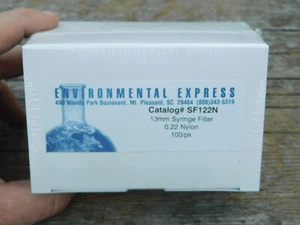 ENVIRONMENTAL EXPRESS
490 Wando Park Boulevard, Mt. Pleasant, SC 29464 (800)343-5319
Catalog# SF122N
13mm Syringe Filter
0.22 Nylon
100/pk